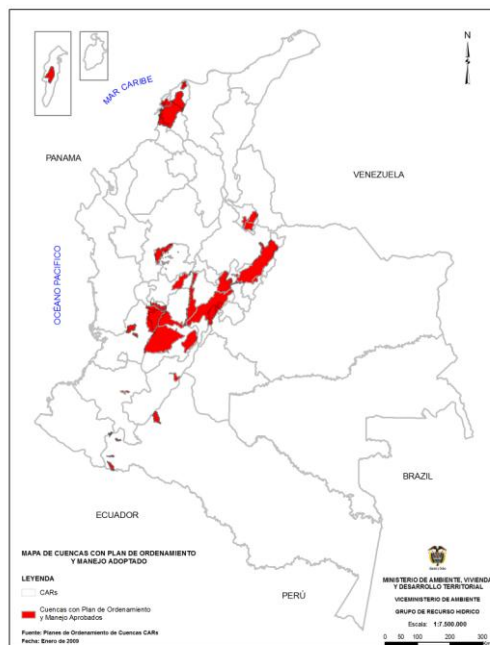 N
MAR CARIBE
PANAMA
VENEZUELA
OCÉANO PACIFICO
BRAZIL
ECUADOR
PERÚ
MAPA DE CUENCAS CON PLAN DE ORDENAMIENTO
Y MANEJO ADOPTADO
LEYENDA
CARs
Cuencas con Plan de Ordenamiento
y Manejo Aprobados
Fuente: Planes de Ordenamiento de Cuencas CARs
Fecha: Enero de 2009
MINISTERIO DE AMBIENTE, VIVIENDA
Y DESARROLLO TERRITORIAL
VICEMINISTERIO DE AMBIENTE
GRUPO DE RECURSO HIDRICO
Escala: 1:7.500.000
0 100 200 300